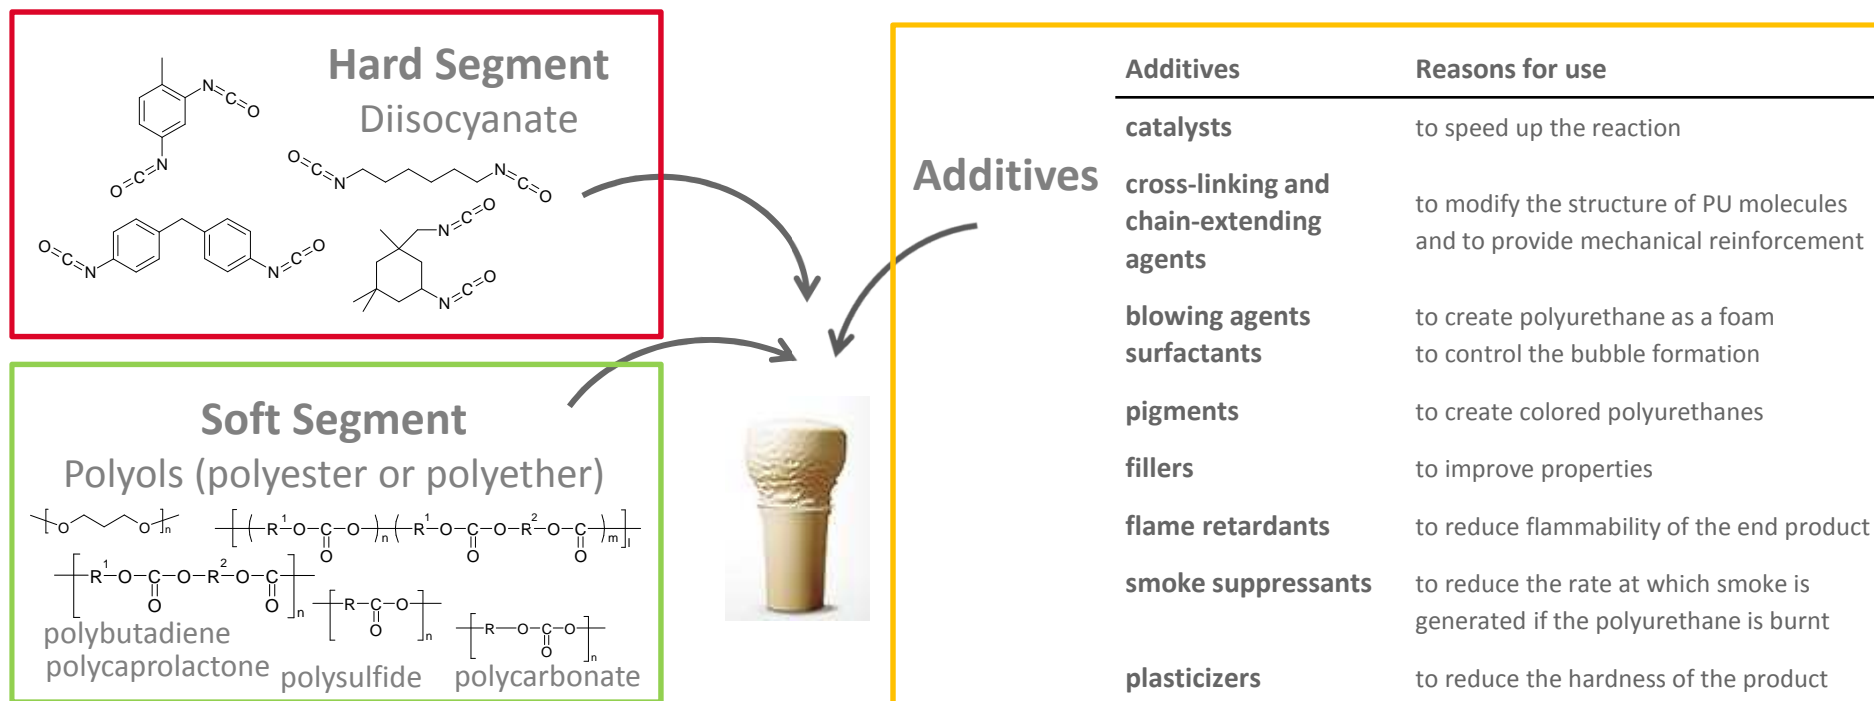 Hard Segment
Diisocyanate
N C O
O C N
O C N
N C O
O C N
N C O
N C O
N C O
Soft Segment
Polyols (polyester or polyether)
O O n
R1 O C O O n R1 O C O O R2 O C O m l
R1 O C O O R2 O C O n
R C O O n
R O C O O n
polybutadiene
polycaprolactone
polysulfide
polycarbonate
Additives
Additives Reasons for use
catalysts to speed up the reaction
cross-linking and
chain-extending
agents
to modify the structure of PU molecules
and to provide mechanical reinforcement
blowing agents to create polyurethane as a foam
surfactants to control the bubble formation
pigments to create colored polyurethanes
fillers to improve properties
flame retardants to reduce flammability of the end product
smoke suppressants to reduce the rate at which smoke is
generated if the polyurethane is burnt
plasticizers to reduce the hardness of the product